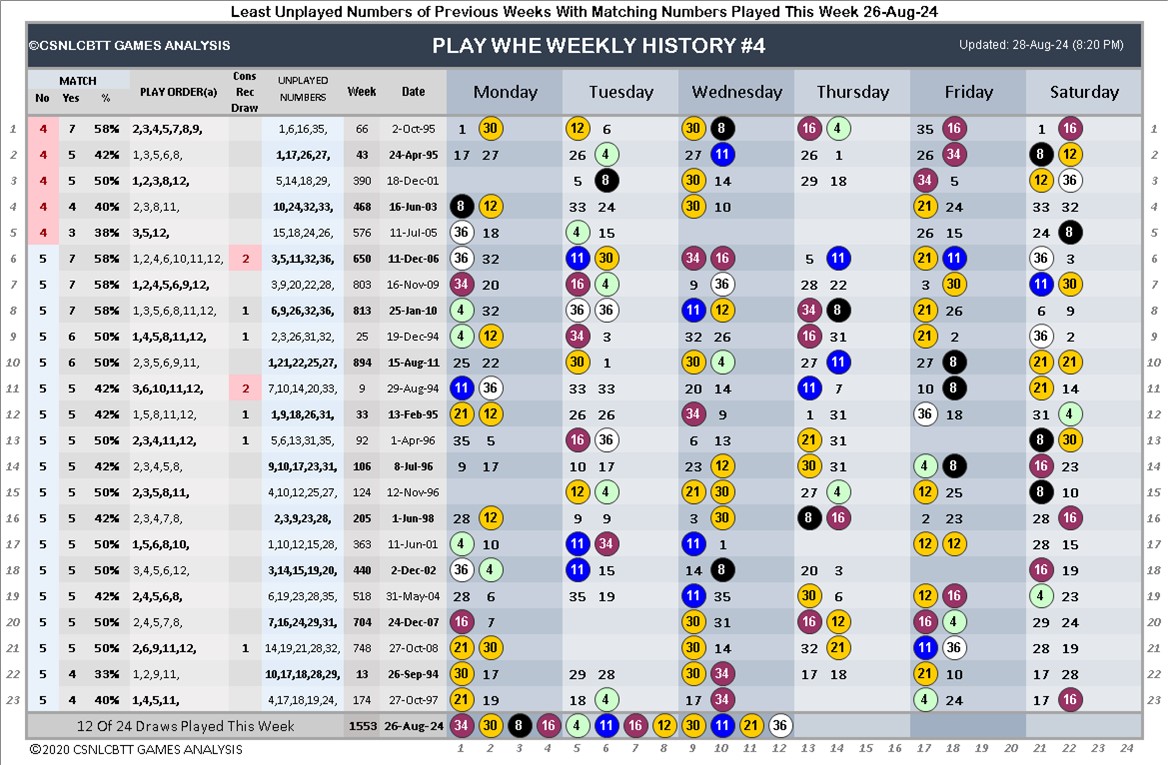 Least Unplayed Numbers of Previous Weeks With Matching Numbers Played This Week 26-Aug-24
©CSNLCBTT GAMES ANALYSIS PLAY WHE WEEKLY HISTORY #4 Updated: 28-Aug-24 (8:20 PM)
MATCH No Yes % PLAY ORDER(a) Cons Rec Draw UNPLAYED NUMBERS Week Date Monday Tuesday Wednesday Thursday Friday Saturday
1 4 7 58% 2,3,4,5,7,8,9, 1,6,16,35, 66 2-Oct-95 1 30 12 6 30 8 16 4 35 16 1 16 1
2 4 5 42% 1,3,5,6,8, 1,17,26,27, 43 24-Apr-95 17 27 26 4 27 11 26 1 26 34 8 12 2
3 4 5 50% 1,2,3,8,12, 5,14,18,29, 390 18-Dec-01 5 8 30 14 29 18 34 5 12 36 3
4 4 4 40% 2,3,8,11, 10,24,32,33, 468 16-Jun-03 8 12 33 24 30 10 21 24 33 32 4
5 4 3 38% 3,5,12, 15,18,24,26, 576 11-Jul-05 36 18 4 15 26 15 24 8 5
6 5 7 58% 1,2,4,6,10,11,12, 2 3,5,11,32,36, 650 11-Dec-06 36 32 11 30 34 16 5 11 21 11 36 3 6
7 5 7 58% 1,2,4,5,6,9,12, 3,9,20,22,28, 803 16-Nov-09 34 20 16 4 9 36 28 22 3 30 11 30 7
8 5 7 58% 1,3,5,6,8,11,12, 1 6,9,26,32,36, 813 25-Jan-10 4 32 36 36 11 12 34 8 21 26 6 9 8
9 5 6 50% 1,4,5,8,11,12, 1 2,3,26,31,32, 25 19-Dec-94 4 12 34 3 32 26 16 31 21 2 36 2 9
10 5 6 50% 2,3,5,6,9,11, 1,21,22,25,27, 894 15-Aug-11 25 22 30 1 30 4 27 11 27 8 21 21 10
11 5 5 42% 3,6,10,11,12, 2 7,10,14,20,33, 9 29-Aug-94 11 36 33 33 20 14 11 7 10 8 21 14 11
12 5 5 42% 1,5,8,11,12, 1 1,9,18,26,31, 33 13-Feb-95 21 12 26 26 34 9 1 31 36 18 31 4 12
13 5 5 50% 2,3,4,11,12, 1 5,6,13,31,35, 92 1-Apr-96 35 5 16 36 6 13 21 31 8 30 13
14 5 5 42% 2,3,4,5,8, 9,10,17,23,31, 106 8-Jul-96 9 17 10 17 23 12 30 31 4 8 16 23 14
15 5 5 50% 2,3,5,8,11, 4,10,12,25,27, 124 12-Nov-96 12 4 21 30 27 4 12 25 8 10 15
16 5 5 42% 2,3,4,7,8, 2,3,9,23,28, 205 1-Jun-98 28 12 9 9 3 30 8 16 2 23 28 16 16
17 5 5 50% 1,5,6,8,10, 1,10,12,15,28, 363 11-Jun-01 4 10 11 34 11 1 12 12 28 15 17
18 5 5 50% 3,4,5,6,12, 3,14,15,19,20, 440 2-Dec-02 36 4 11 15 14 8 20 3 16 19 18
19 5 5 42% 2,4,5,6,8, 6,19,23,28,35, 518 31-May-04 28 6 35 19 11 35 30 6 12 16 4 23 19
20 5 5 50% 2,4,5,7,8, 7,16,24,29,31, 704 24-Dec-07 16 7 30 31 16 12 16 4 29 24 20
21 5 5 50% 2,6,9,11,12, 1 14,19,21,28,32, 748 27-Oct-08 21 30 30 14 32 21 11 36 28 19 21
22 5 4 33% 1,2,9,11, 10,17,18,28,29, 13 26-Sep-94 30 17 29 28 30 34 17 18 21 10 17 28 22
23 5 4 40% 1,4,5,11, 4,17,18,19,24, 174 27-Oct-97 21 19 18 4 17 34 4 24 17 16 23
12 Of 24 Draws Played This Week 1553 26-Aug-24 34 30 8 16 4 11 16 12 30 11 21 36
©2020 CSNLCBTT GAMES ANALYSIS 1 2 3 4 5 6 7 8 9 10 11 12 13 14 15 16 17 18 19 20 21 22 23 24